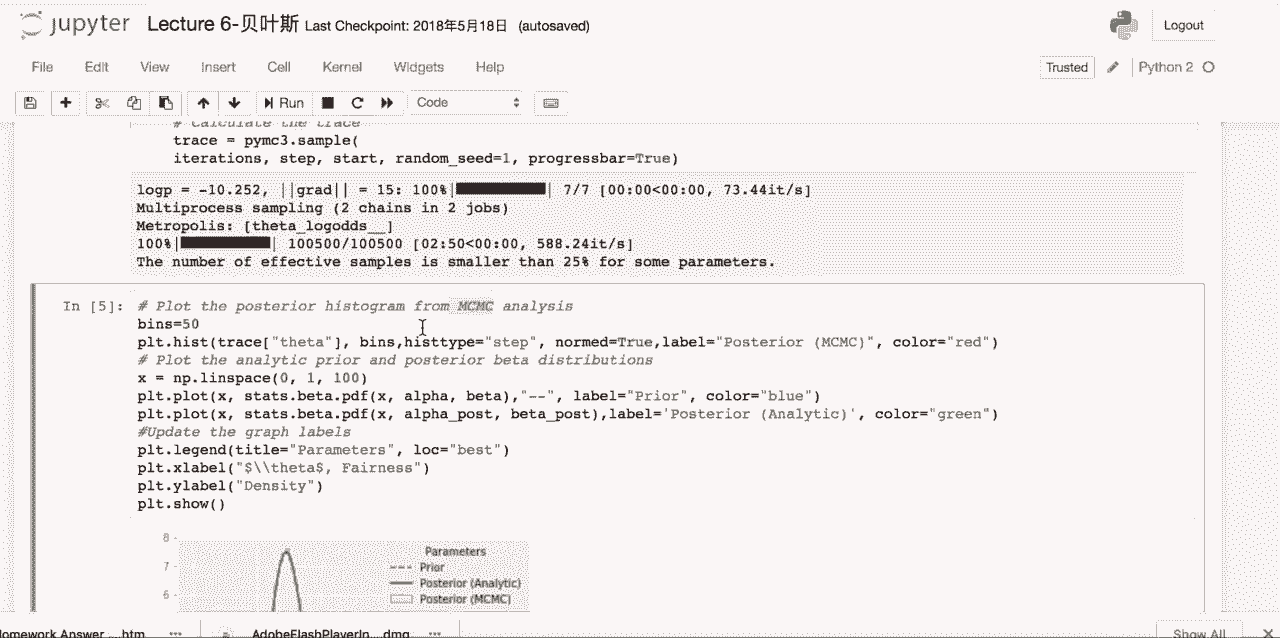 jupyter Lecture 6-贝叶斯 Last Checkpoint: 2018年5月18日 (autosaved) Logout
File Edit View Insert Cell Kernel Widgets Help Trusted Python 2
Run Code
# Calculate the trace
trace = pymc3.sample(
iterations, step, start, random_seed=1, progressbar=True)
logp = -10.252, ||grad|| = 15: 100%|██████████| 7/7 [00:00<00:00, 73.44it/s]
Multiprocess sampling (2 chains in 2 jobs)
Metropolis: [theta_logodds__]
100%|██████████| 100500/100500 [02:50<00:00, 588.24it/s]
The number of effective samples is smaller than 25% for some parameters.
In [5]: # Plot the posterior histogram from MCMC analysis
bins=50
plt.hist(trace["theta"], bins,histtype="step", normed=True,label="Posterior (MCMC)", color="red")
# Plot the analytic prior and posterior beta distributions
x = np.linspace(0, 1, 100)
plt.plot(x, stats.beta.pdf(x, alpha, beta),"--", label="Prior", color="blue")
plt.plot(x, stats.beta.pdf(x, alpha_post, beta_post),label='Posterior (Analytic)', color="green")
#Update the graph labels
plt.legend(title="Parameters", loc="best")
plt.xlabel("$\\theta$, Fairness")
plt.ylabel("Density")
plt.show()
8
Parameters
7 Prior
Posterior (Analytic)
6 Posterior (MCMC)
omework Answer ....htm AdobeFlashPlayerIn....dmg Show All